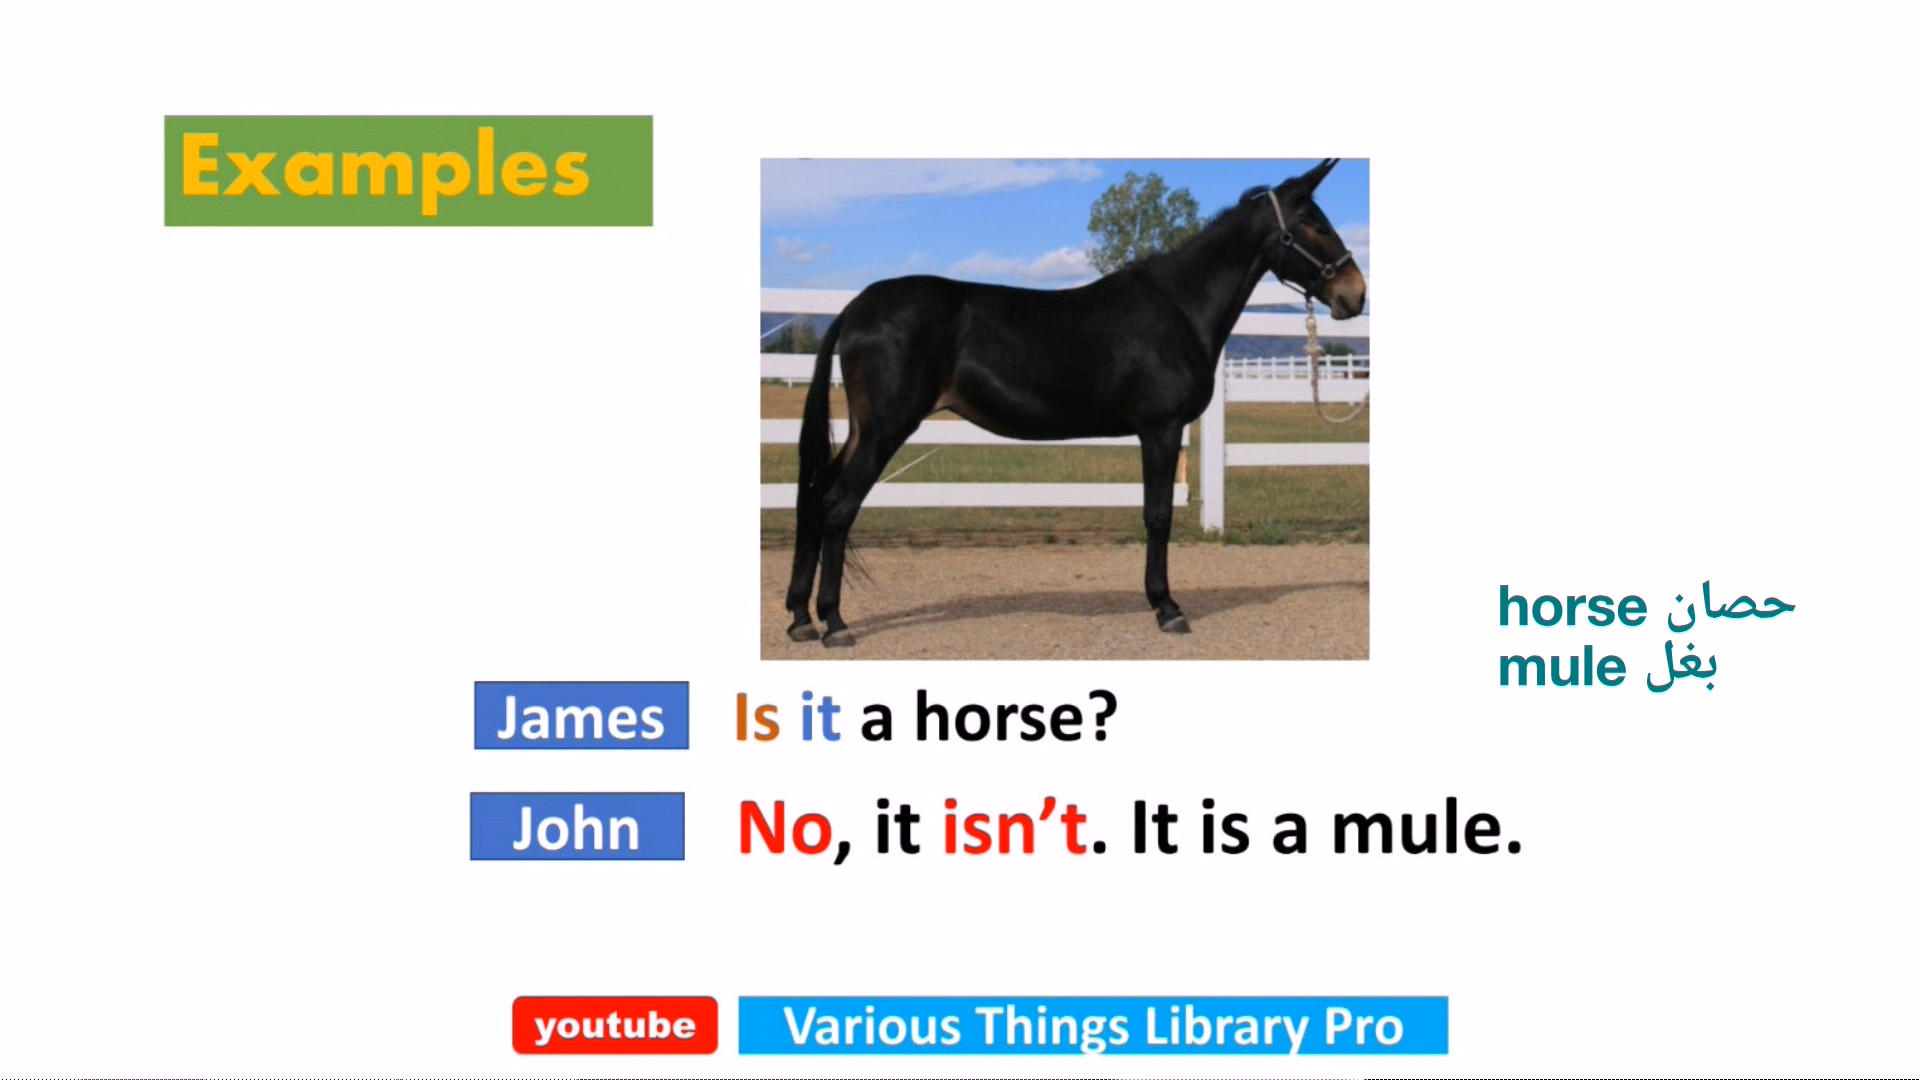 Examples
horse حصان
mule بغل
James Is it a horse?
John No, it isn’t. It is a mule.
youtube Various Things Library Pro